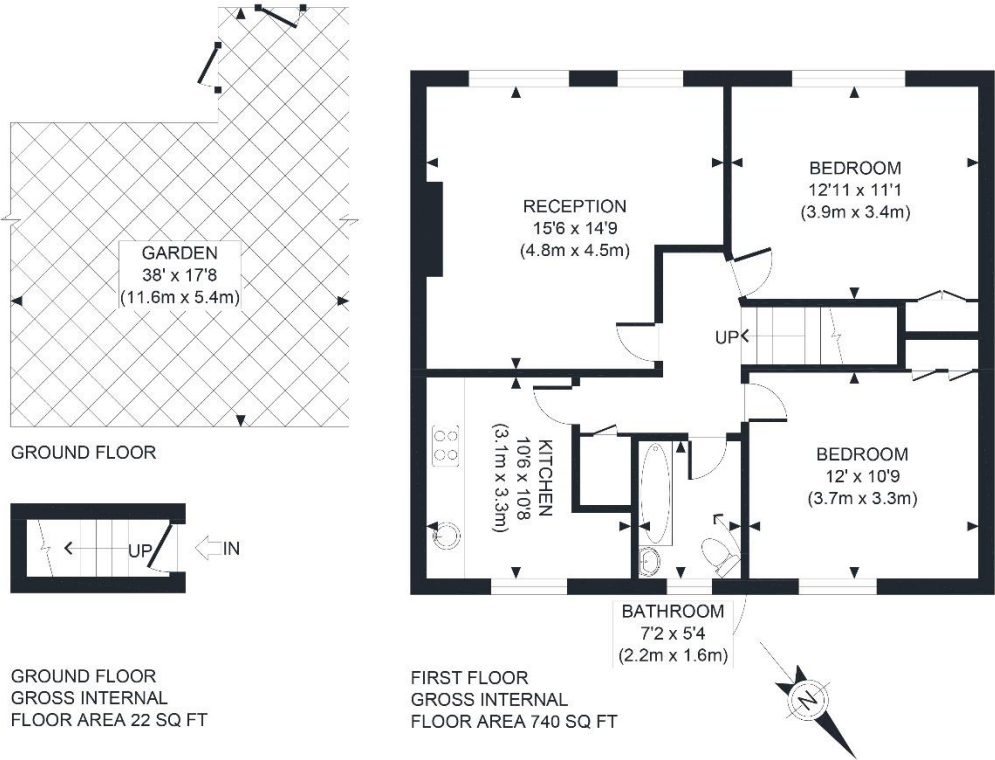 GARDEN
38' x 17'8
(11.6m x 5.4m)
GROUND FLOOR
UP
IN
GROUND FLOOR
GROSS INTERNAL
FLOOR AREA 22 SQ FT
RECEPTION
15'6 x 14'9
(4.8m x 4.5m)
BEDROOM
12'11 x 11'1
(3.9m x 3.4m)
UP
KITCHEN
10'6 x 10'8
(3.1m x 3.3m)
BEDROOM
12' x 10'9
(3.7m x 3.3m)
BATHROOM
7'2 x 5'4
(2.2m x 1.6m)
FIRST FLOOR
GROSS INTERNAL
FLOOR AREA 740 SQ FT
N